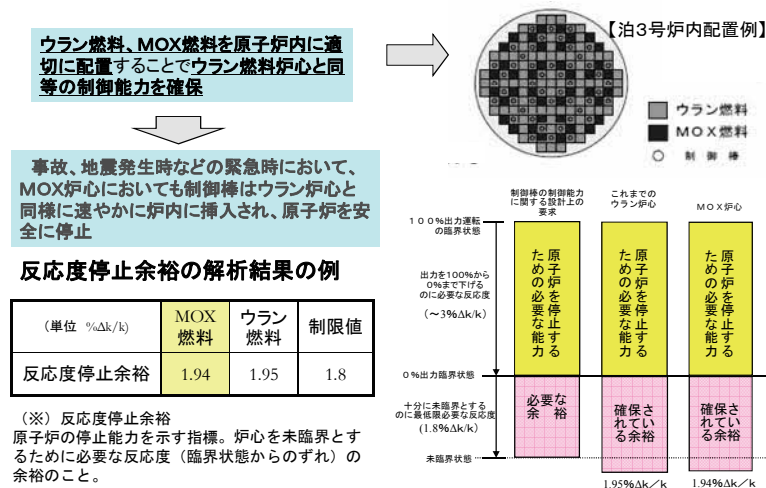 ウラン燃料、MOX燃料を原子炉内に適
切に配置することでウラン燃料炉心と同
等の制御能力を確保
【泊3号炉内配置例】
ウラン燃料
MOX燃料
制御棒
事故、地震発生時などの緊急時において、
MOX炉心においても制御棒はウラン炉心と
同様に速やかに炉内に挿入され、原子炉を安
全に停止
反応度停止余裕の解析結果の例
(単位 %Δk/k)
MOX
燃料
ウラン
燃料
制限値
反応度停止余裕
1.94
1.95
1.8
(※)反応度停止余裕
原子炉の停止能力を示す指標。炉心を未臨界とす
るために必要な反応度(臨界状態からのずれ)の
余裕のこと。
制御棒の制御能力
に関する設計上の
要求
これまでの
ウラン炉心
MOX炉心
100%出力運転
の臨界状態
出力を100%から
0%まで下げる
のに必要な反応度
(~3%Δk/k)
0%出力臨界状態
十分に未臨界とする
のに最低限必要な反応度
(1.8%Δk/k)
未臨界状態
原子炉を停止する
ための必要な能力
原子炉を停止する
ための必要な能力
原子炉を停止する
ための必要な能力
必要な
余 裕
確保さ
れてい
る余裕
確保さ
れてい
る余裕
1.95%Δk/k
1.94%Δk/k